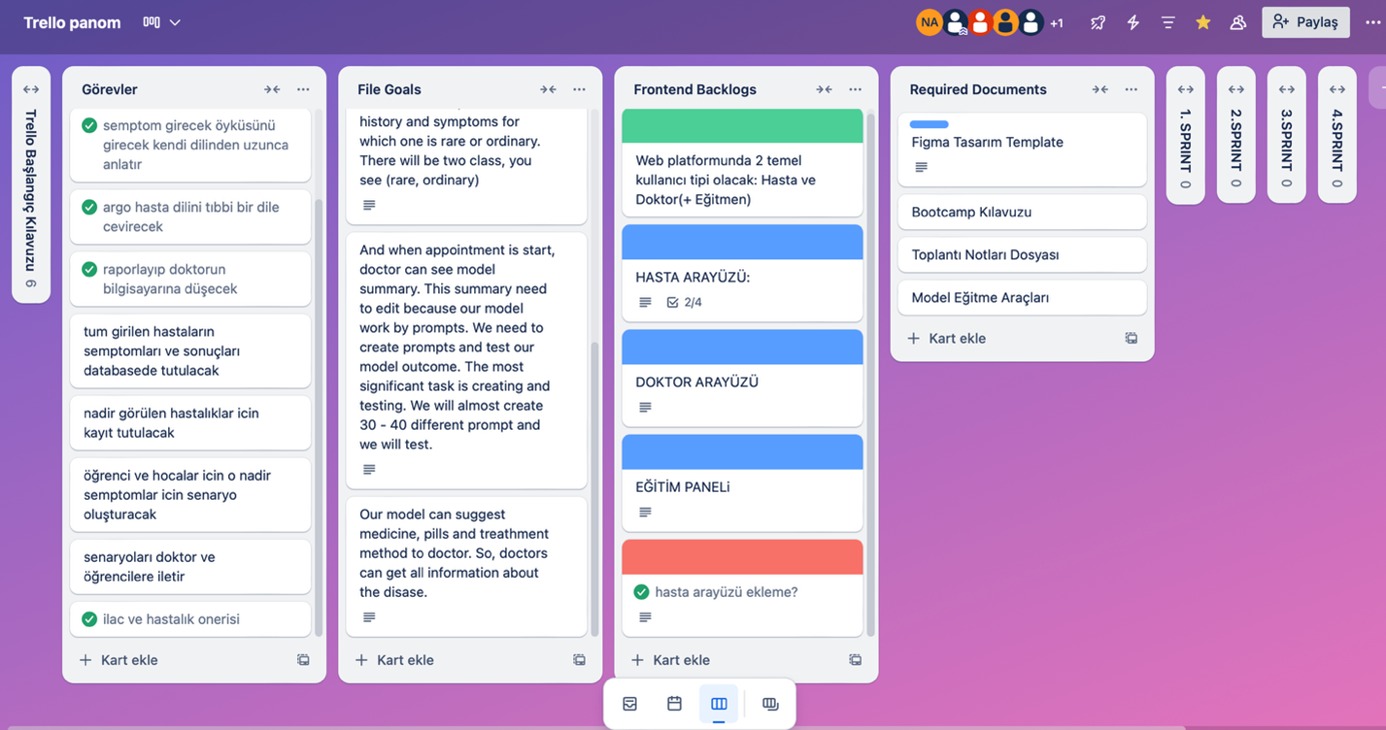 Trello panom
NA
+1
Paylaş
Trello Başlangıç Kılavuzu 6
Görevler
semptom girecek öyküsünü
girecek kendi dilinden uzunca
anlatır
argo hasta dilini tıbbi bir dile
cevirecek
raporlayıp doktorun
bilgisayarına düşecek
tum girilen hastaların
semptomları ve sonuçları
databasede tutulacak
nadir görülen hastalıklar icin
kayıt tutulacak
öğrenci ve hocalar icin o nadir
semptomlar icin senaryo
oluşturacak
senaryoları doktor ve
öğrencilere iletir
ilac ve hastalık onerisi
Kart ekle
File Goals
history and symptoms for
which one is rare or ordinary.
There will be two class, you
see (rare, ordinary)
And when appointment is start,
doctor can see model
summary. This summary need
to edit because our model
work by prompts. We need to
create prompts and test our
model outcome. The most
significant task is creating and
testing. We will almost create
30 - 40 different prompt and
we will test.
Our model can suggest
medicine, pills and treathment
method to doctor. So, doctors
can get all information about
the disase.
Kart ekle
Frontend Backlogs
Web platformunda 2 temel
kullanıcı tipi olacak: Hasta ve
Doktor(+ Eğitmen)
HASTA ARAYÜZÜ:
2/4
DOKTOR ARAYÜZÜ
EĞİTİM PANELi
hasta arayüzü ekleme?
Kart ekle
Required Documents
Figma Tasarım Template
Bootcamp Kılavuzu
Toplantı Notları Dosyası
Model Eğitme Araçları
Kart ekle
1. SPRINT 0
2.SPRINT 0
3.SPRINT 0
4.SPRINT 0